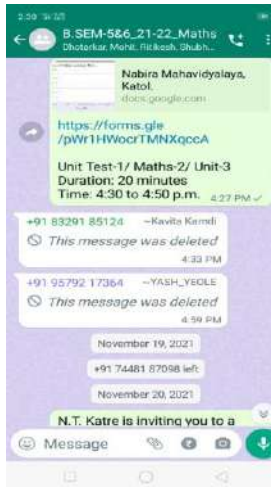 B.SEM-5&6_21-22_Maths
Dhotarkar, Mohit, Ritikesh, Shubh...
Nabira Mahavidyalaya,
Katol.
docs.google.com
https://forms.gle
/pWr1HWocrTMNXqccA
Unit Test-1/ Maths-2/ Unit-3
Duration: 20 minutes
Time: 4:30 to 4:50 p.m. 4:27 PM
+91 83291 85124 ~Kavita Kamdi
This message was deleted
4:33 PM
+91 95792 17364 ~YASH_YEOLE
This message was deleted
4:59 PM
November 19, 2021
+91 74481 87098 left
November 20, 2021
N.T. Katre is inviting you to a
Message